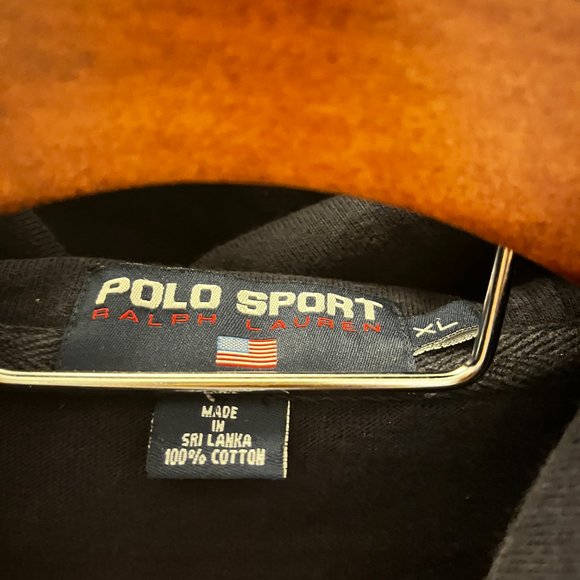 POLO SPORT
RALPH LAUREN
XL
MADE
IN
SRI LANKA
100% COTTON